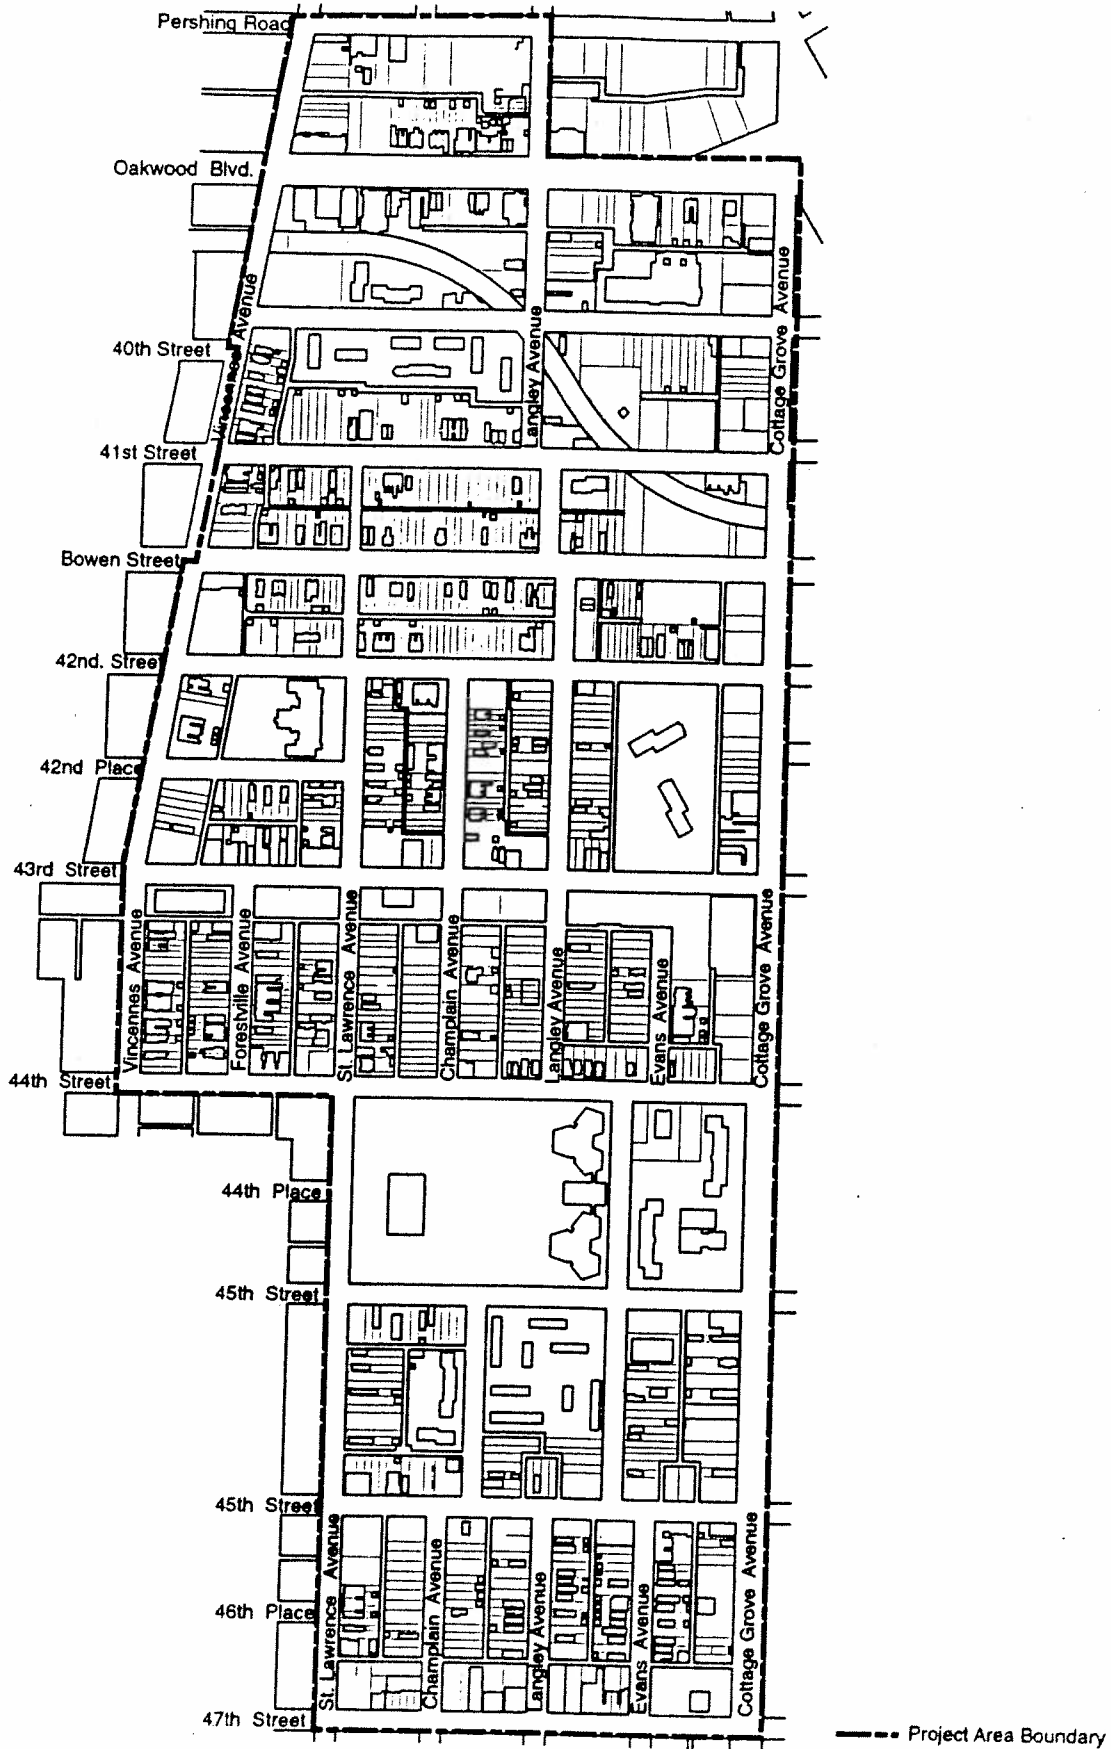 Pershing Road
Oakwood Blvd.
Vincennes Avenue
Langley Avenue
Cottage Grove Avenue
40th Street
41st Street
Bowen Street
42nd. Street
42nd Place
43rd Street
Vincennes Avenue
Forestville Avenue
St. Lawrence Avenue
Champlain Avenue
Langley Avenue
Evans Avenue
Cottage Grove Avenue
44th Street
44th Place
45th Street
45th Street
St. Lawrence Avenue
Champlain Avenue
Langley Avenue
Evans Avenue
Cottage Grove Avenue
46th Place
47th Street
Project Area Boundary